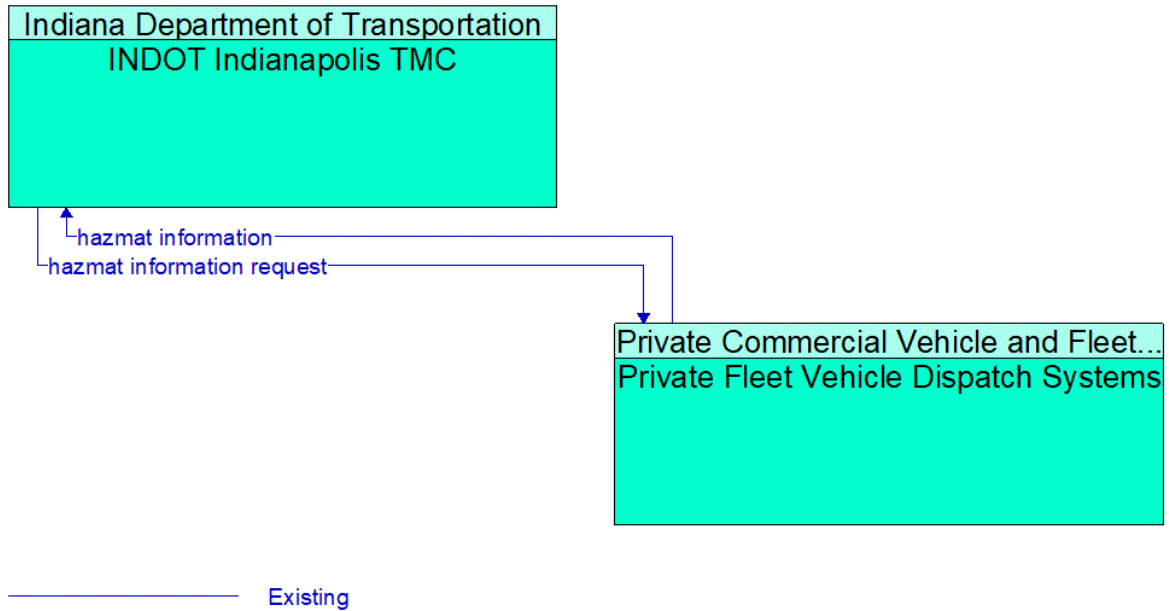 Indiana Department of Transportation
INDOT Indianapolis TMC
hazmat information
hazmat information request
Private Commercial Vehicle and Fleet...
Private Fleet Vehicle Dispatch Systems
Existing